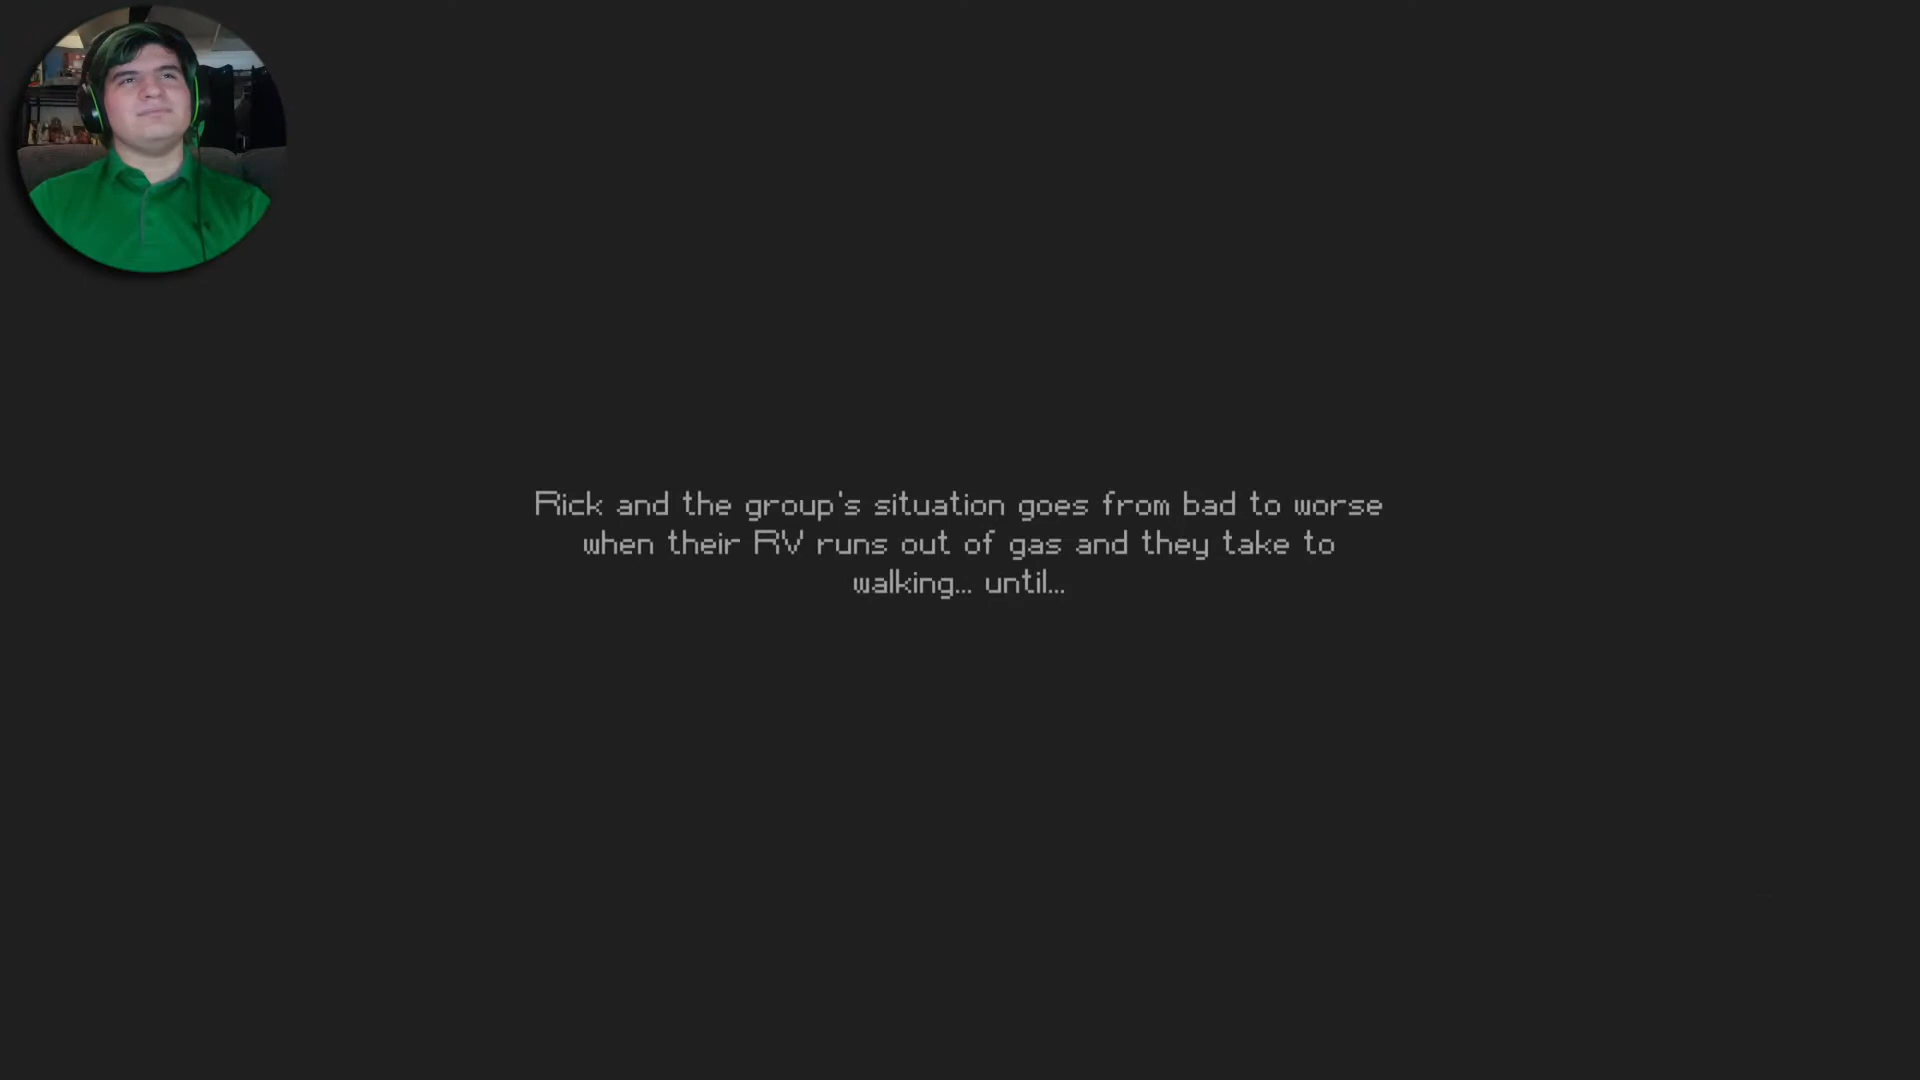 Rick and the group's situation goes from bad to worse
when their RV runs out of gas and they take to
walking... until...